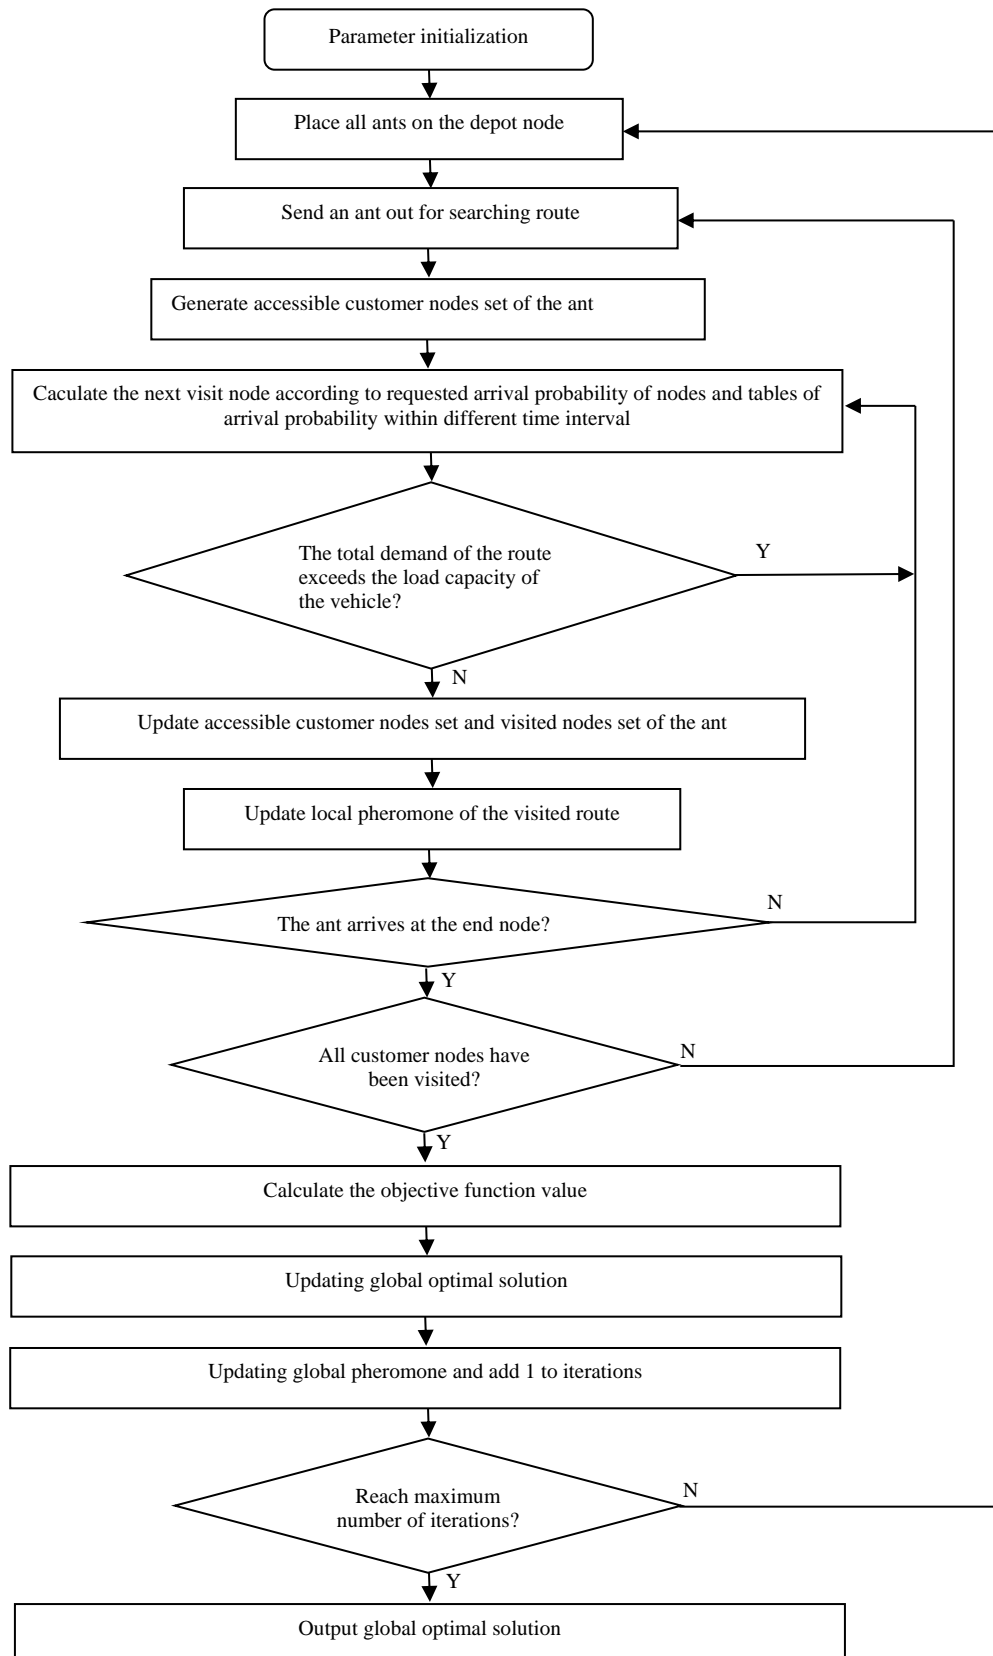 Parameter initialization
Place all ants on the depot node
Send an ant out for searching route
Generate accessible customer nodes set of the ant
Caculate the next visit node according to requested arrival probability of nodes and tables of
arrival probability within different time interval
The total demand of the route
exceeds the load capacity of
the vehicle?
Y
N
Update accessible customer nodes set and visited nodes set of the ant
Update local pheromone of the visited route
The ant arrives at the end node?
N
Y
All customer nodes have
been visited?
N
Y
Calculate the objective function value
Updating global optimal solution
Updating global pheromone and add 1 to iterations
Reach maximum
number of iterations?
N
Y
Output global optimal solution